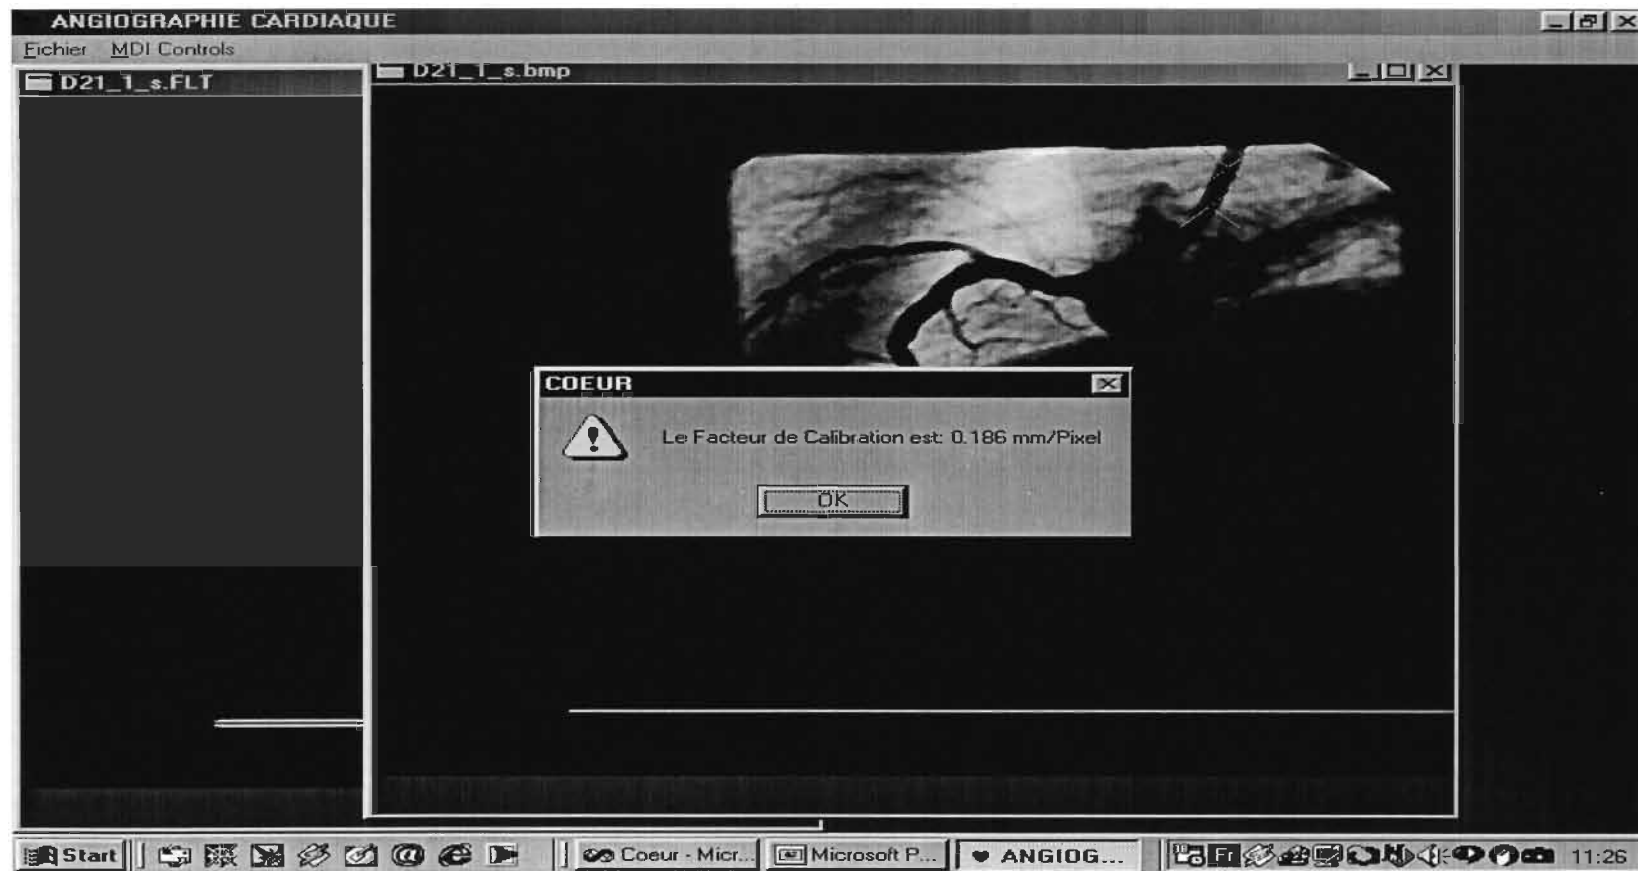 ANGIOGRAPHIE CARDIAQUE
Fichier MDI Controls
D21_1_s.FLT
D21_1_s.bmp
COEUR
Le Facteur de Calibration est: 0.186 mm/Pixel
OK
Start
Coeur - Micr...
Microsoft P...
ANGIOG...
Fr
11:26